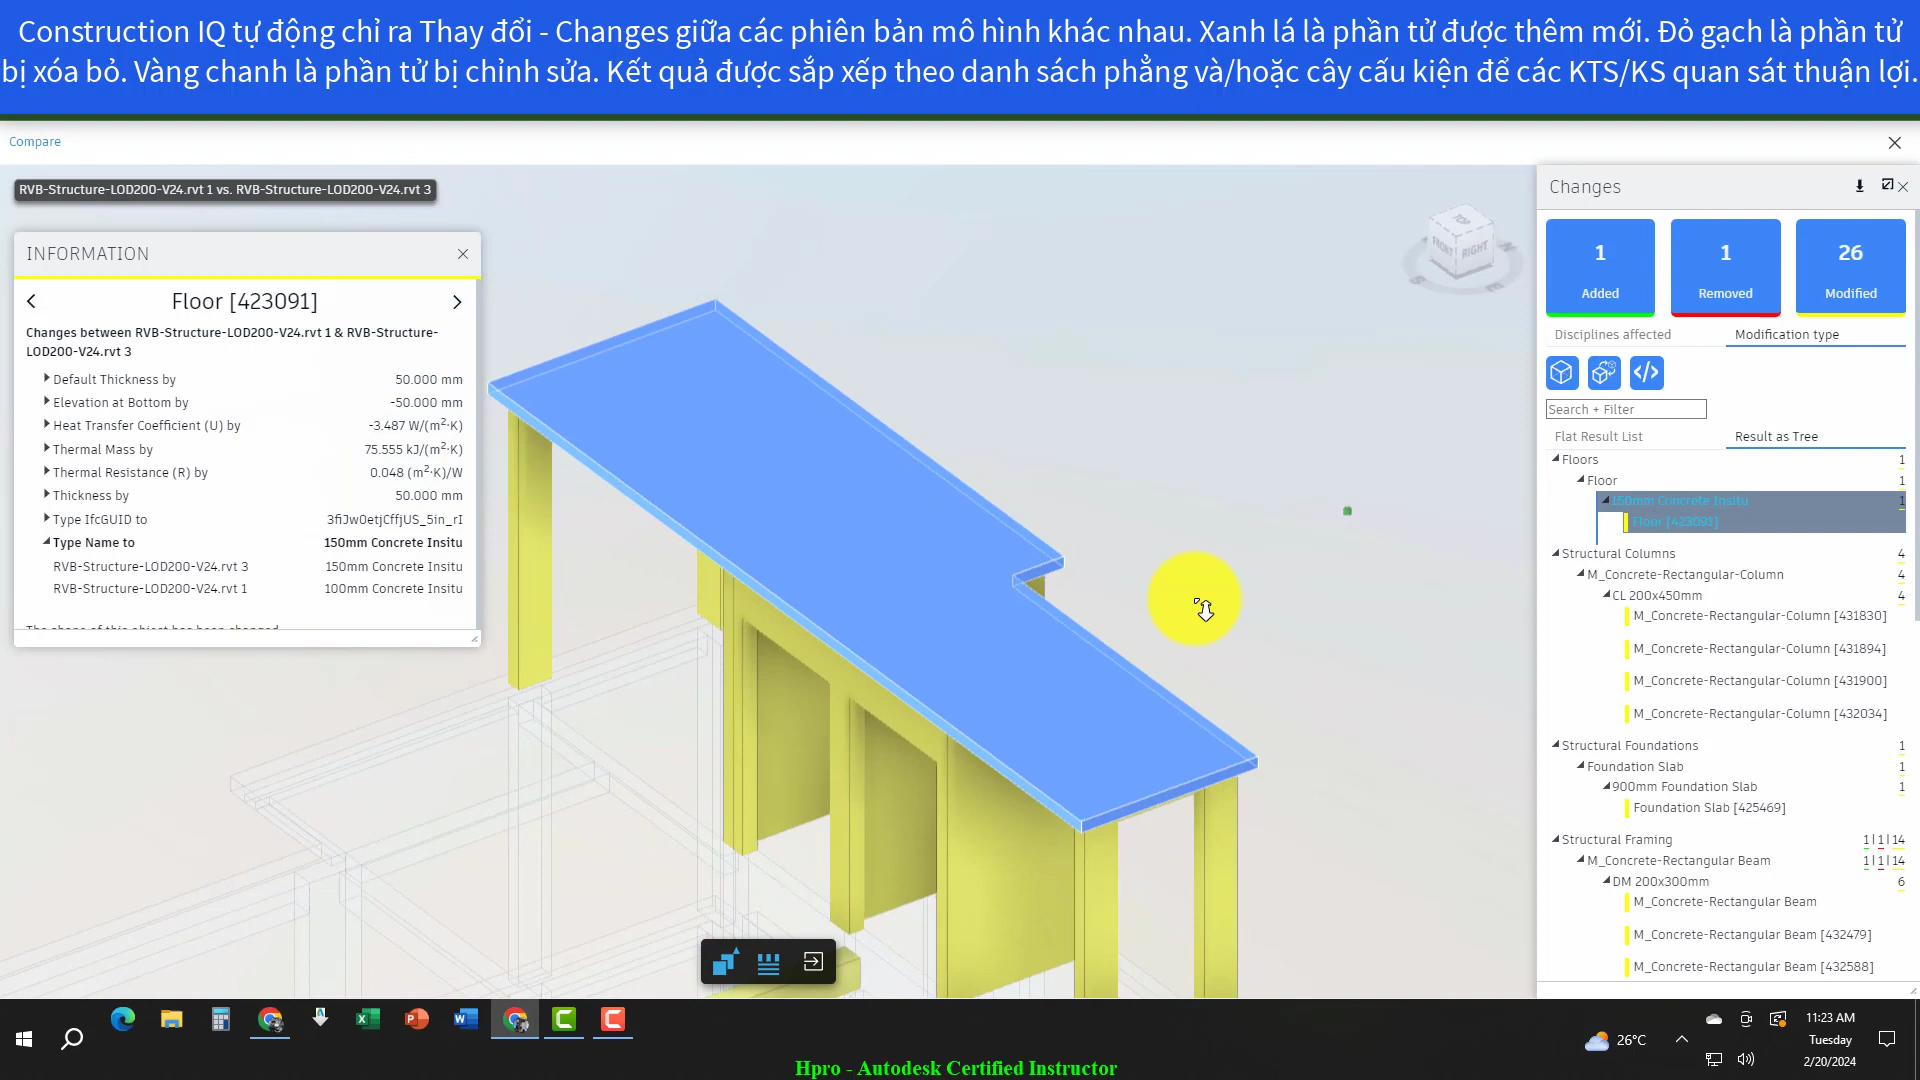 Construction IQ tự động chỉ ra Thay đổi - Changes giữa các phiên bản mô hình khác nhau. Xanh lá là phần tử được thêm mới. Đỏ gạch là phần tử
bị xóa bỏ. Vàng chanh là phần tử bị chỉnh sửa. Kết quả được sắp xếp theo danh sách phẳng và/hoặc cây cấu kiện để các KTS/KS quan sát thuận lợi.
Compare
RVB-Structure-LOD200-V24.rvt 1 vs. RVB-Structure-LOD200-V24.rvt 3
INFORMATION
Floor [423091]
Changes between RVB-Structure-LOD200-V24.rvt 1 & RVB-Structure-
LOD200-V24.rvt 3
Default Thickness by 50.000 mm
Elevation at Bottom by -50.000 mm
Heat Transfer Coefficient (U) by -3.487 W/(m²·K)
Thermal Mass by 75.555 kJ/(m²·K)
Thermal Resistance (R) by 0.048 (m²·K)/W
Thickness by 50.000 mm
Type IfcGUID to 3fiJw0etjCffjUS_5in_rI
Type Name to 150mm Concrete Insitu
RVB-Structure-LOD200-V24.rvt 3 150mm Concrete Insitu
RVB-Structure-LOD200-V24.rvt 1 100mm Concrete Insitu
The shape of this object has been changed
TOP
FRONT
RIGHT
Changes
1 1 26
Added Removed Modified
Disciplines affected Modification type
Search + Filter
Flat Result List Result as Tree
Floors 1
Floor 1
150mm Concrete Insitu 1
Floor [423091]
Structural Columns 4
M_Concrete-Rectangular-Column 4
CL 200x450mm 4
M_Concrete-Rectangular-Column [431830]
M_Concrete-Rectangular-Column [431894]
M_Concrete-Rectangular-Column [431900]
M_Concrete-Rectangular-Column [432034]
Structural Foundations 1
Foundation Slab 1
900mm Foundation Slab 1
Foundation Slab [425469]
Structural Framing 1|1|14
M_Concrete-Rectangular Beam 1|1|14
DM 200x300mm 6
M_Concrete-Rectangular Beam
M_Concrete-Rectangular Beam [432479]
M_Concrete-Rectangular Beam [432588]
26°C
11:23 AM
Tuesday
2/20/2024
Hpro - Autodesk Certified Instructor